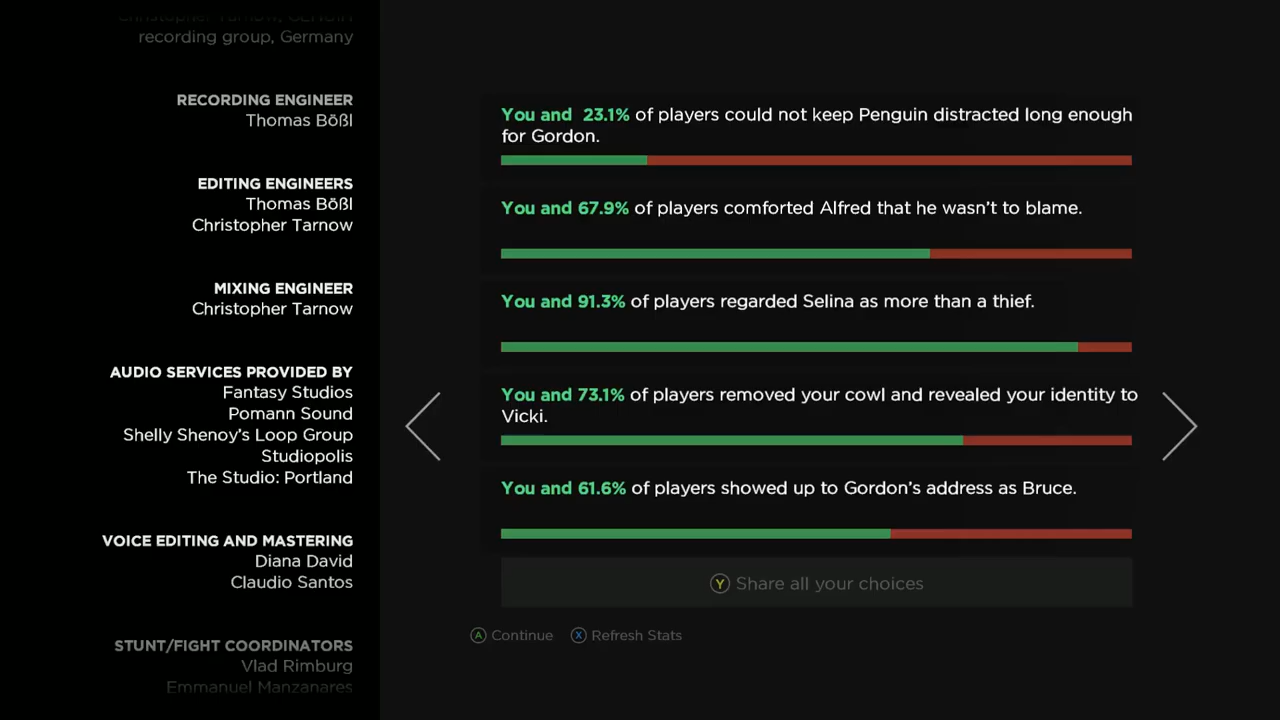 recording group, Germany
RECORDING ENGINEER
Thomas Bößl
EDITING ENGINEERS
Thomas Bößl
Christopher Tarnow
MIXING ENGINEER
Christopher Tarnow
AUDIO SERVICES PROVIDED BY
Fantasy Studios
Pomann Sound
Shelly Shenoy's Loop Group
Studiopolis
The Studio: Portland
VOICE EDITING AND MASTERING
Diana David
Claudio Santos
STUNT/FIGHT COORDINATORS
Vlad Rimburg
Emmanuel Manzanares
You and 23.1% of players could not keep Penguin distracted long enough
for Gordon.
You and 67.9% of players comforted Alfred that he wasn't to blame.
You and 91.3% of players regarded Selina as more than a thief.
You and 73.1% of players removed your cowl and revealed your identity to
Vicki.
You and 61.6% of players showed up to Gordon's address as Bruce.
Y Share all your choices
A Continue X Refresh Stats